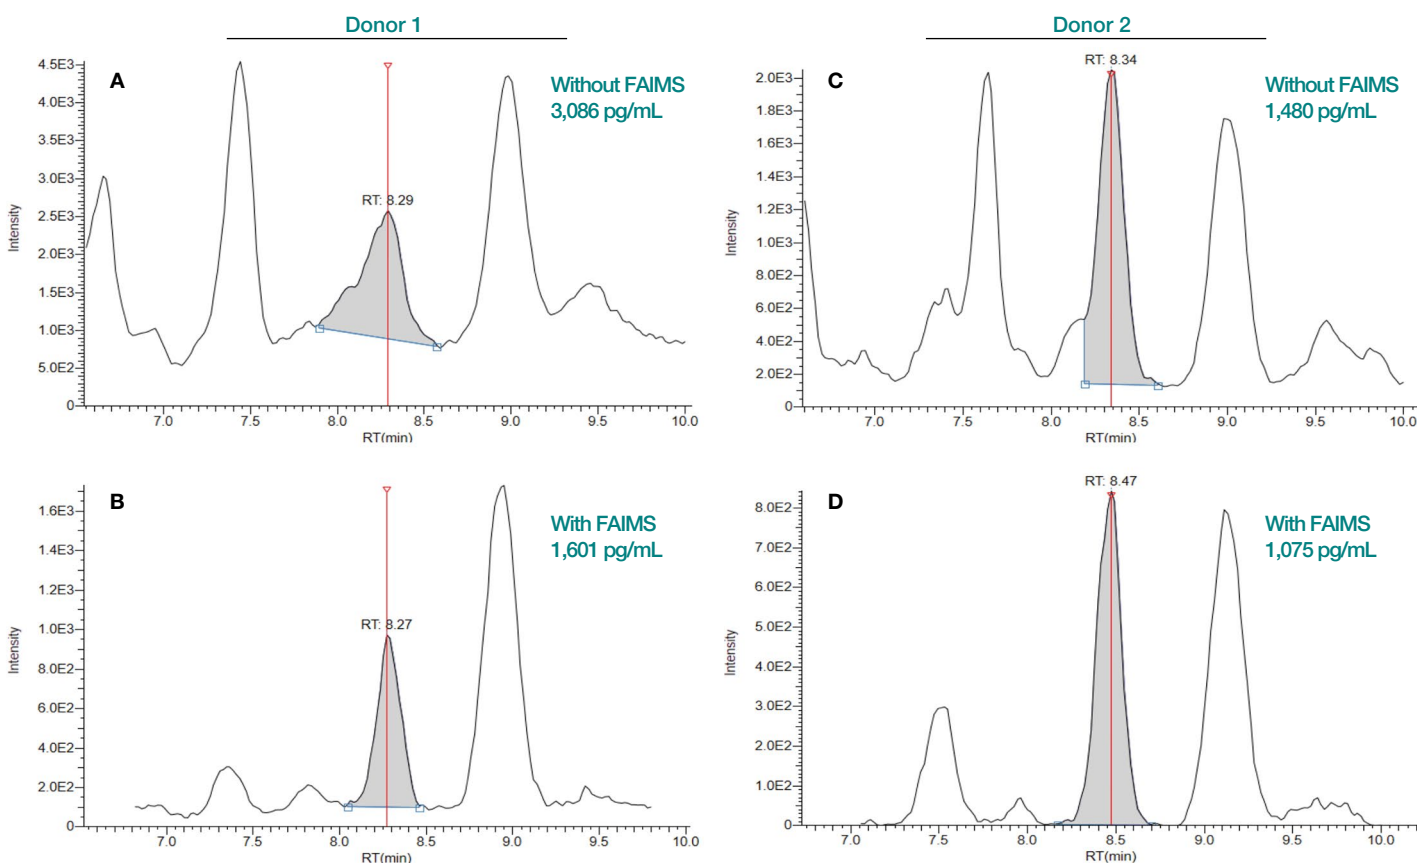 Donor 1
Donor 2
A
Without FAIMS
3,086 pg/mL
RT: 8.29
4.5E3
4.0E3
3.5E3
3.0E3
2.5E3
2.0E3
1.5E3
1.0E3
5.0E2
0
Intensity
7.0 7.5 8.0 8.5 9.0 9.5 10.0
RT(min)
C
Without FAIMS
1,480 pg/mL
RT: 8.34
2.0E3
1.8E3
1.6E3
1.4E3
1.2E3
1.0E3
8.0E2
6.0E2
4.0E2
2.0E2
0
Intensity
7.0 7.5 8.0 8.5 9.0 9.5 10.0
RT(min)
B
With FAIMS
1,601 pg/mL
RT: 8.27
1.6E3
1.4E3
1.2E3
1.0E3
8.0E2
6.0E2
4.0E2
2.0E2
0
Intensity
7.0 7.5 8.0 8.5 9.0 9.5 10.0
RT(min)
D
With FAIMS
1,075 pg/mL
RT: 8.47
8.0E2
7.0E2
6.0E2
5.0E2
4.0E2
3.0E2
2.0E2
1.0E2
0
Intensity
7.0 7.5 8.0 8.5 9.0 9.5 10.0
RT(min)